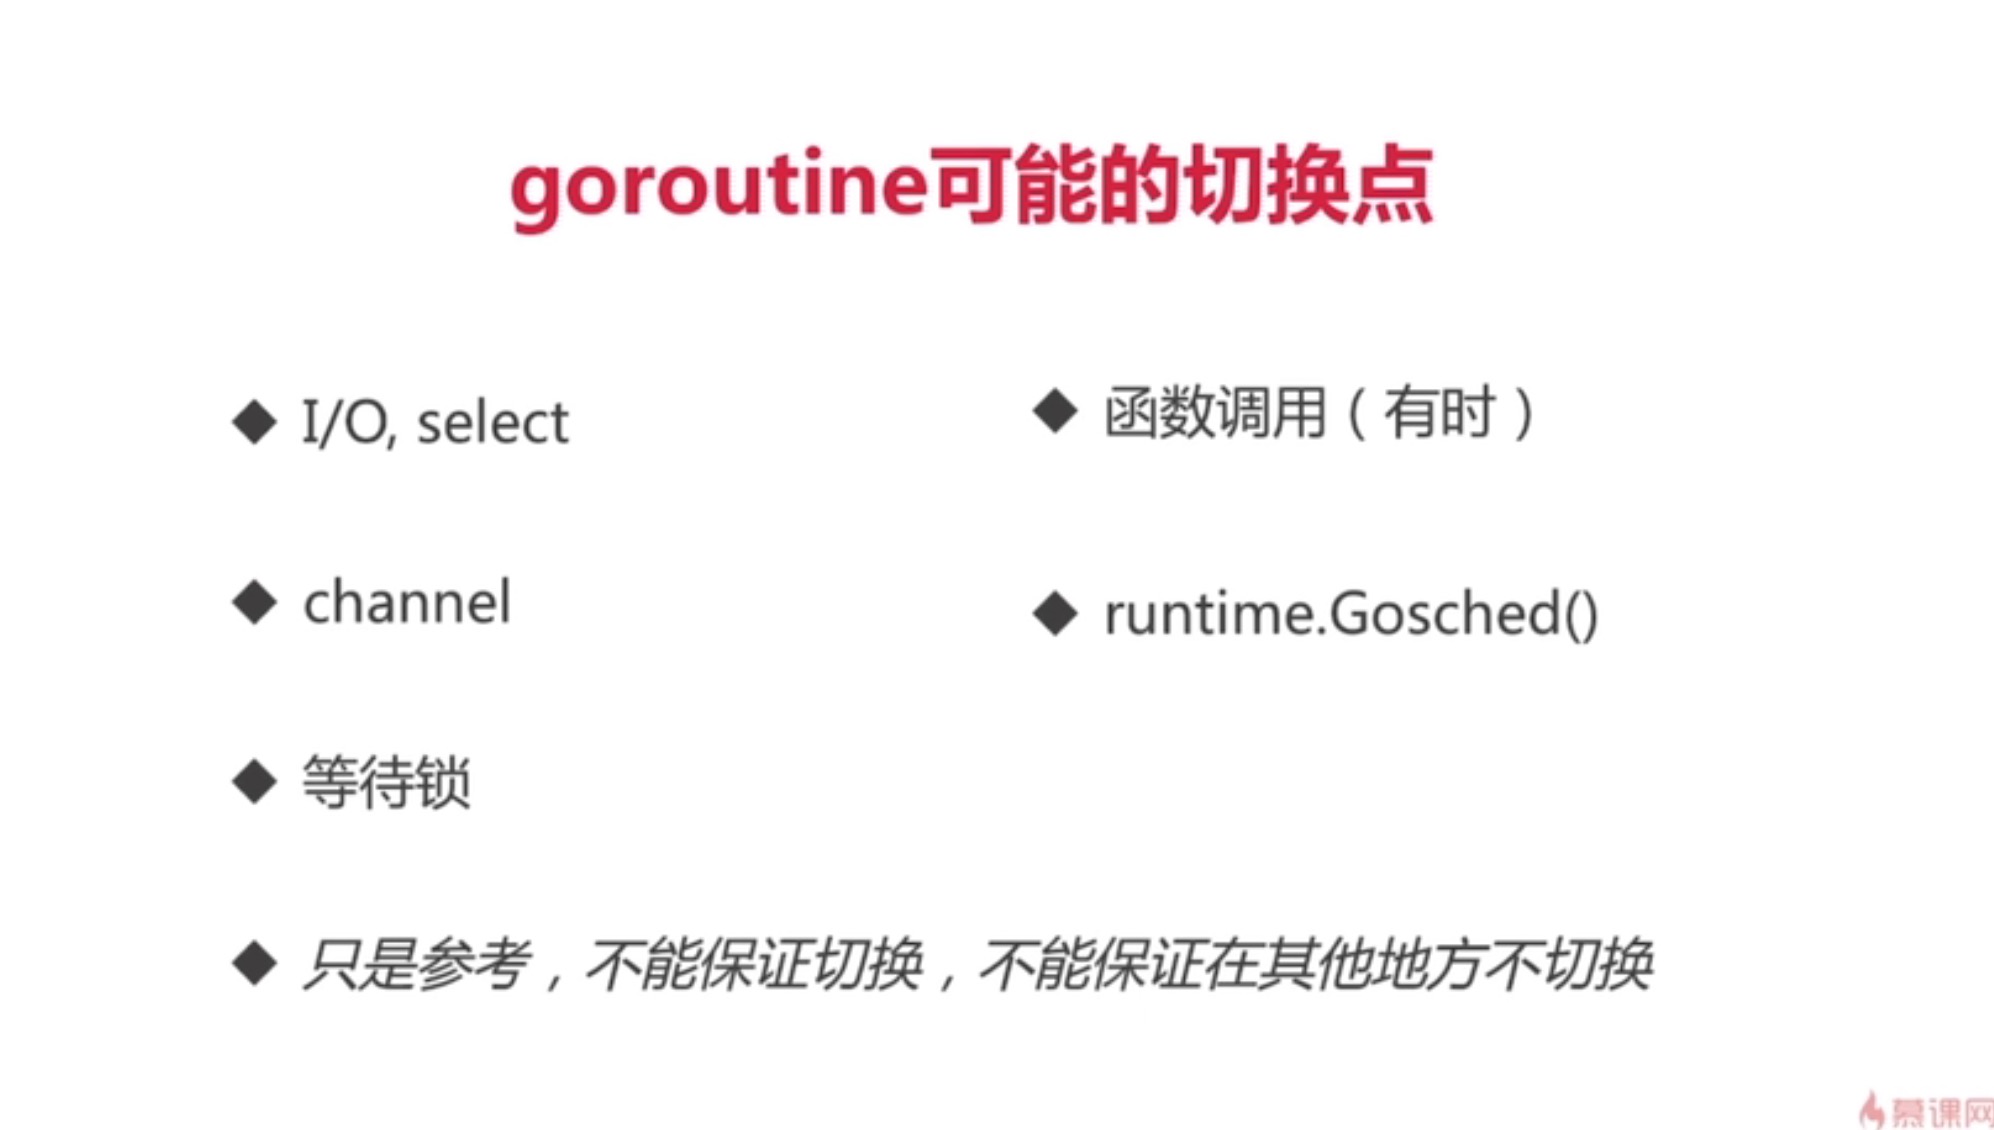 goroutine可能的切换点
I/O, select
channel
等待锁
函数调用（有时）
runtime.Gosched()
只是参考，不能保证切换，不能保证在其他地方不切换
慕课网